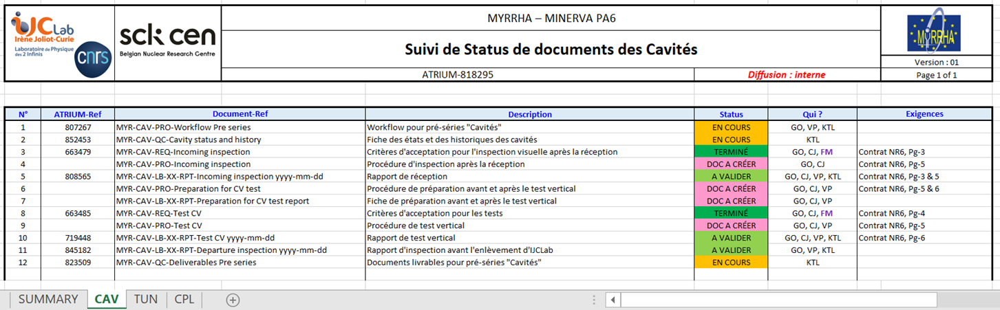 IJCLab
Irène Joliot-Curie
Laboratoire de Physique
des 2 Infinis
cnrs
sck cen
Belgian Nuclear Research Centre
MYRRHA – MINERVA PA6
Suivi de Status de documents des Cavités
ATRIUM-818295
Diffusion : interne
MYRRHA
Version : 01
Page 1 of 1
N° ATRIUM-Ref Document-Ref Description Status Qui ? Exigences
1 807267 MYR-CAV-PRO-Workflow Pre series Workflow pour pré-séries "Cavités" EN COURS GO, VP, KTL
2 852453 MYR-CAV-QC-Cavity status and history Fiche des états et des historiques des cavités EN COURS KTL
3 663479 MYR-CAV-REQ-Incoming inspection Critères d'acceptation pour l'inspection visuelle après la réception TERMINÉ GO, CJ, FM Contrat NR6, Pg-3
4 MYR-CAV-PRO-Incoming inspection Procédure d'inspection après la réception DOC A CRÉER GO, CJ Contrat NR6, Pg-5
5 808565 MYR-CAV-LB-XX-RPT-Incoming inspection yyyy-mm-dd Rapport de réception A VALIDER GO, CJ, VP, KTL Contrat NR6, Pg-3 & 5
6 MYR-CAV-PRO-Preparation for CV test Procédure de préparation avant et après le test vertical DOC A CRÉER GO, CJ, VP Contrat NR6, Pg-5 & 6
7 MYR-CAV-LB-XX-RPT-Preparation for CV test report Fiche de préparation avant et après le test vertical DOC A CRÉER GO, CJ, VP
8 663485 MYR-CAV-REQ-Test CV Critères d'acceptation pour les tests TERMINÉ GO, CJ, FM Contrat NR6, Pg-4
9 MYR-CAV-PRO-Test CV Procédure de test vertical DOC A CRÉER GO, CJ, VP Contrat NR6, Pg-5
10 719448 MYR-CAV-LB-XX-RPT-Test CV yyyy-mm-dd Rapport de test vertical A VALIDER GO, CJ, VP, KTL Contrat NR6, Pg-6
11 845182 MYR-CAV-LB-XX-RPT-Departure inspection yyyy-mm-dd Rapport d'inspection avant l'enlèvement d'IJCLab A VALIDER GO, VP, KTL
12 823509 MYR-CAV-QC-Deliverables Pre series Documents livrables pour pré-séries "Cavités" EN COURS KTL
SUMMARY CAV TUN CPL